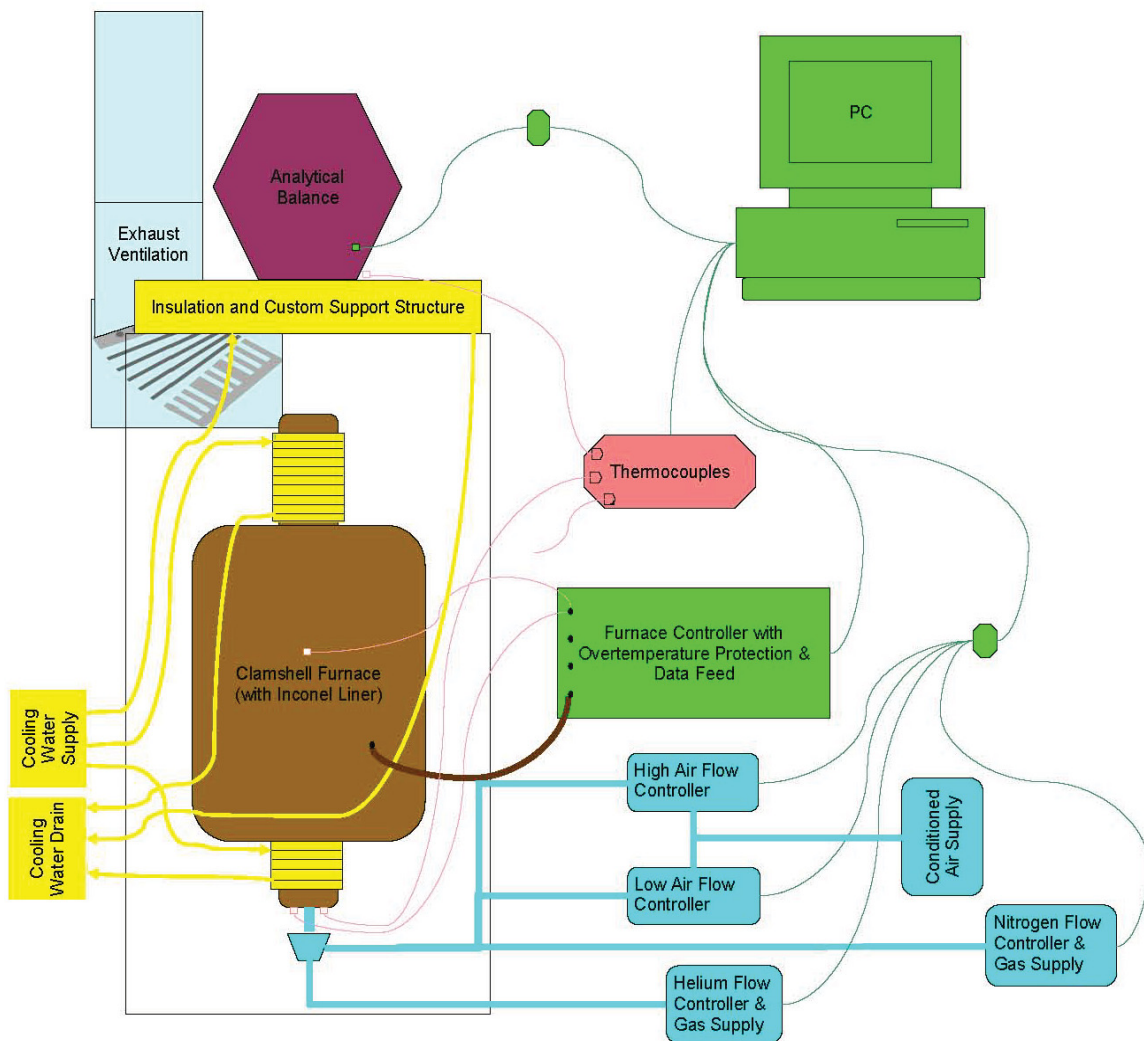 PC
Analytical
Balance
Exhaust
Ventilation
Insulation and Custom Support Structure
Thermocouples
Furnace Controller with
Overtemperature Protection &
Data Feed
Clamshell Furnace
(with Inconel Liner)
Cooling
Water
Supply
Cooling
Water Drain
High Air Flow
Controller
Conditioned
Air Supply
Low Air Flow
Controller
Nitrogen Flow
Controller &
Gas Supply
Helium Flow
Controller &
Gas Supply